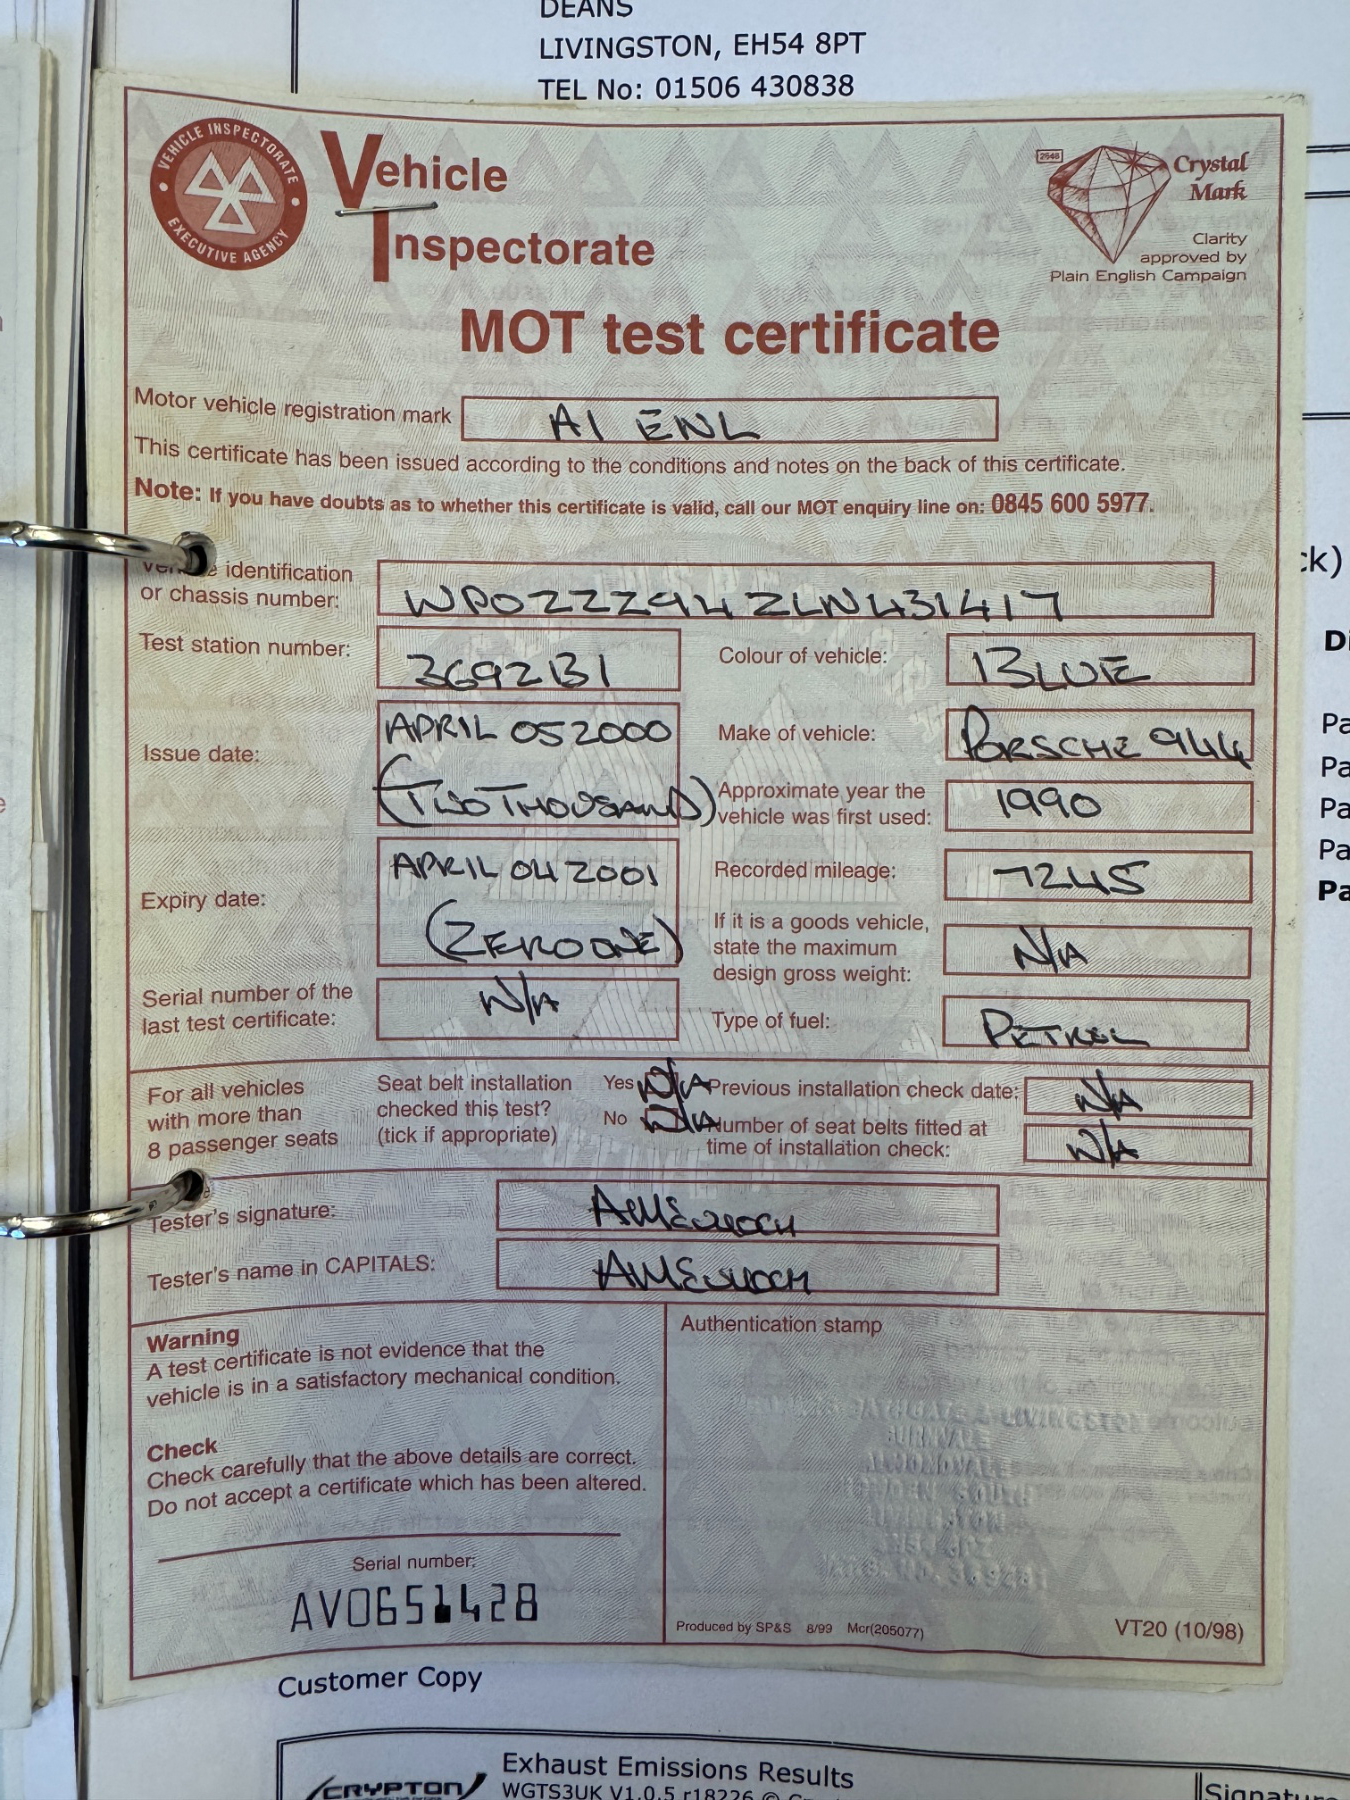 DEANS
LIVINGSTON, EH54 8PT
TEL No: 01506 430838
VEHICLE INSPECTORATE
EXECUTIVE AGENCY
Vehicle
Inspectorate
2548
Crystal
Mark
Clarity
approved by
Plain English Campaign
MOT test certificate
Motor vehicle registration mark A1 ENL
This certificate has been issued according to the conditions and notes on the back of this certificate.
Note: If you have doubts as to whether this certificate is valid, call our MOT enquiry line on: 0845 600 5977.
identification
or chassis number: WP0ZZZ94ZLN431417
Test station number: 3692B1
Colour of vehicle: BLUE
Issue date: APRIL 05 2000
(TWO THOUSAND)
Make of vehicle: PORSCHE 944
Approximate year the
vehicle was first used: 1990
Expiry date: APRIL 04 2001
(ZERO ONE)
Recorded mileage: 7245
If it is a goods vehicle,
state the maximum
design gross weight: N/A
Serial number of the
last test certificate: N/A
Type of fuel: PETROL
For all vehicles
with more than
8 passenger seats
Seat belt installation
checked this test?
(tick if appropriate)
Yes N/A
No N/A
Previous installation check date: N/A
Number of seat belts fitted at
time of installation check: N/A
Tester's signature:
Tester's name in CAPITALS:
Warning
A test certificate is not evidence that the
vehicle is in a satisfactory mechanical condition.
Check
Check carefully that the above details are correct.
Do not accept a certificate which has been altered.
Serial number:
AV0651428
Authentication stamp
Produced by SP&S 8/99 Mcr(205077)
VT20 (10/98)
Customer Copy
CRYPTON
Exhaust Emissions Results
WGTS3UK V1.0.5 r18226 ©
Signature
ck)
Di
Pa
Pa
Pa
Pa
Pa